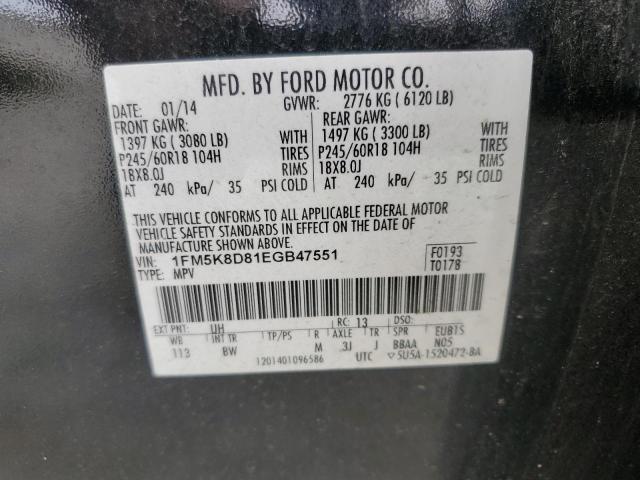 MFD. BY FORD MOTOR CO.
DATE: 01/14 GVWR: 2776 KG ( 6120 LB)
FRONT GAWR: REAR GAWR:
1397 KG ( 3080 LB) WITH 1497 KG ( 3300 LB) WITH
P245/60R18 104H TIRES P245/60R18 104H TIRES
18X8.0J RIMS 18X8.0J RIMS
AT 240 kPa/ 35 PSI COLD AT 240 kPa/ 35 PSI COLD
THIS VEHICLE CONFORMS TO ALL APPLICABLE FEDERAL MOTOR
VEHICLE SAFETY STANDARDS IN EFFECT ON THE DATE OF
MANUFACTURE SHOWN ABOVE.
VIN: 1FM5K8D81EGB47551 F0193
TYPE: MPV T0178
EXT PNT: UH RC: 13 DSO:
WB INT TR TP/PS R AXLE TR SPR EUB1S
113 BW M 3J J BBAA N05
1201401096586 UTC ▽5U5A-1520472-BA